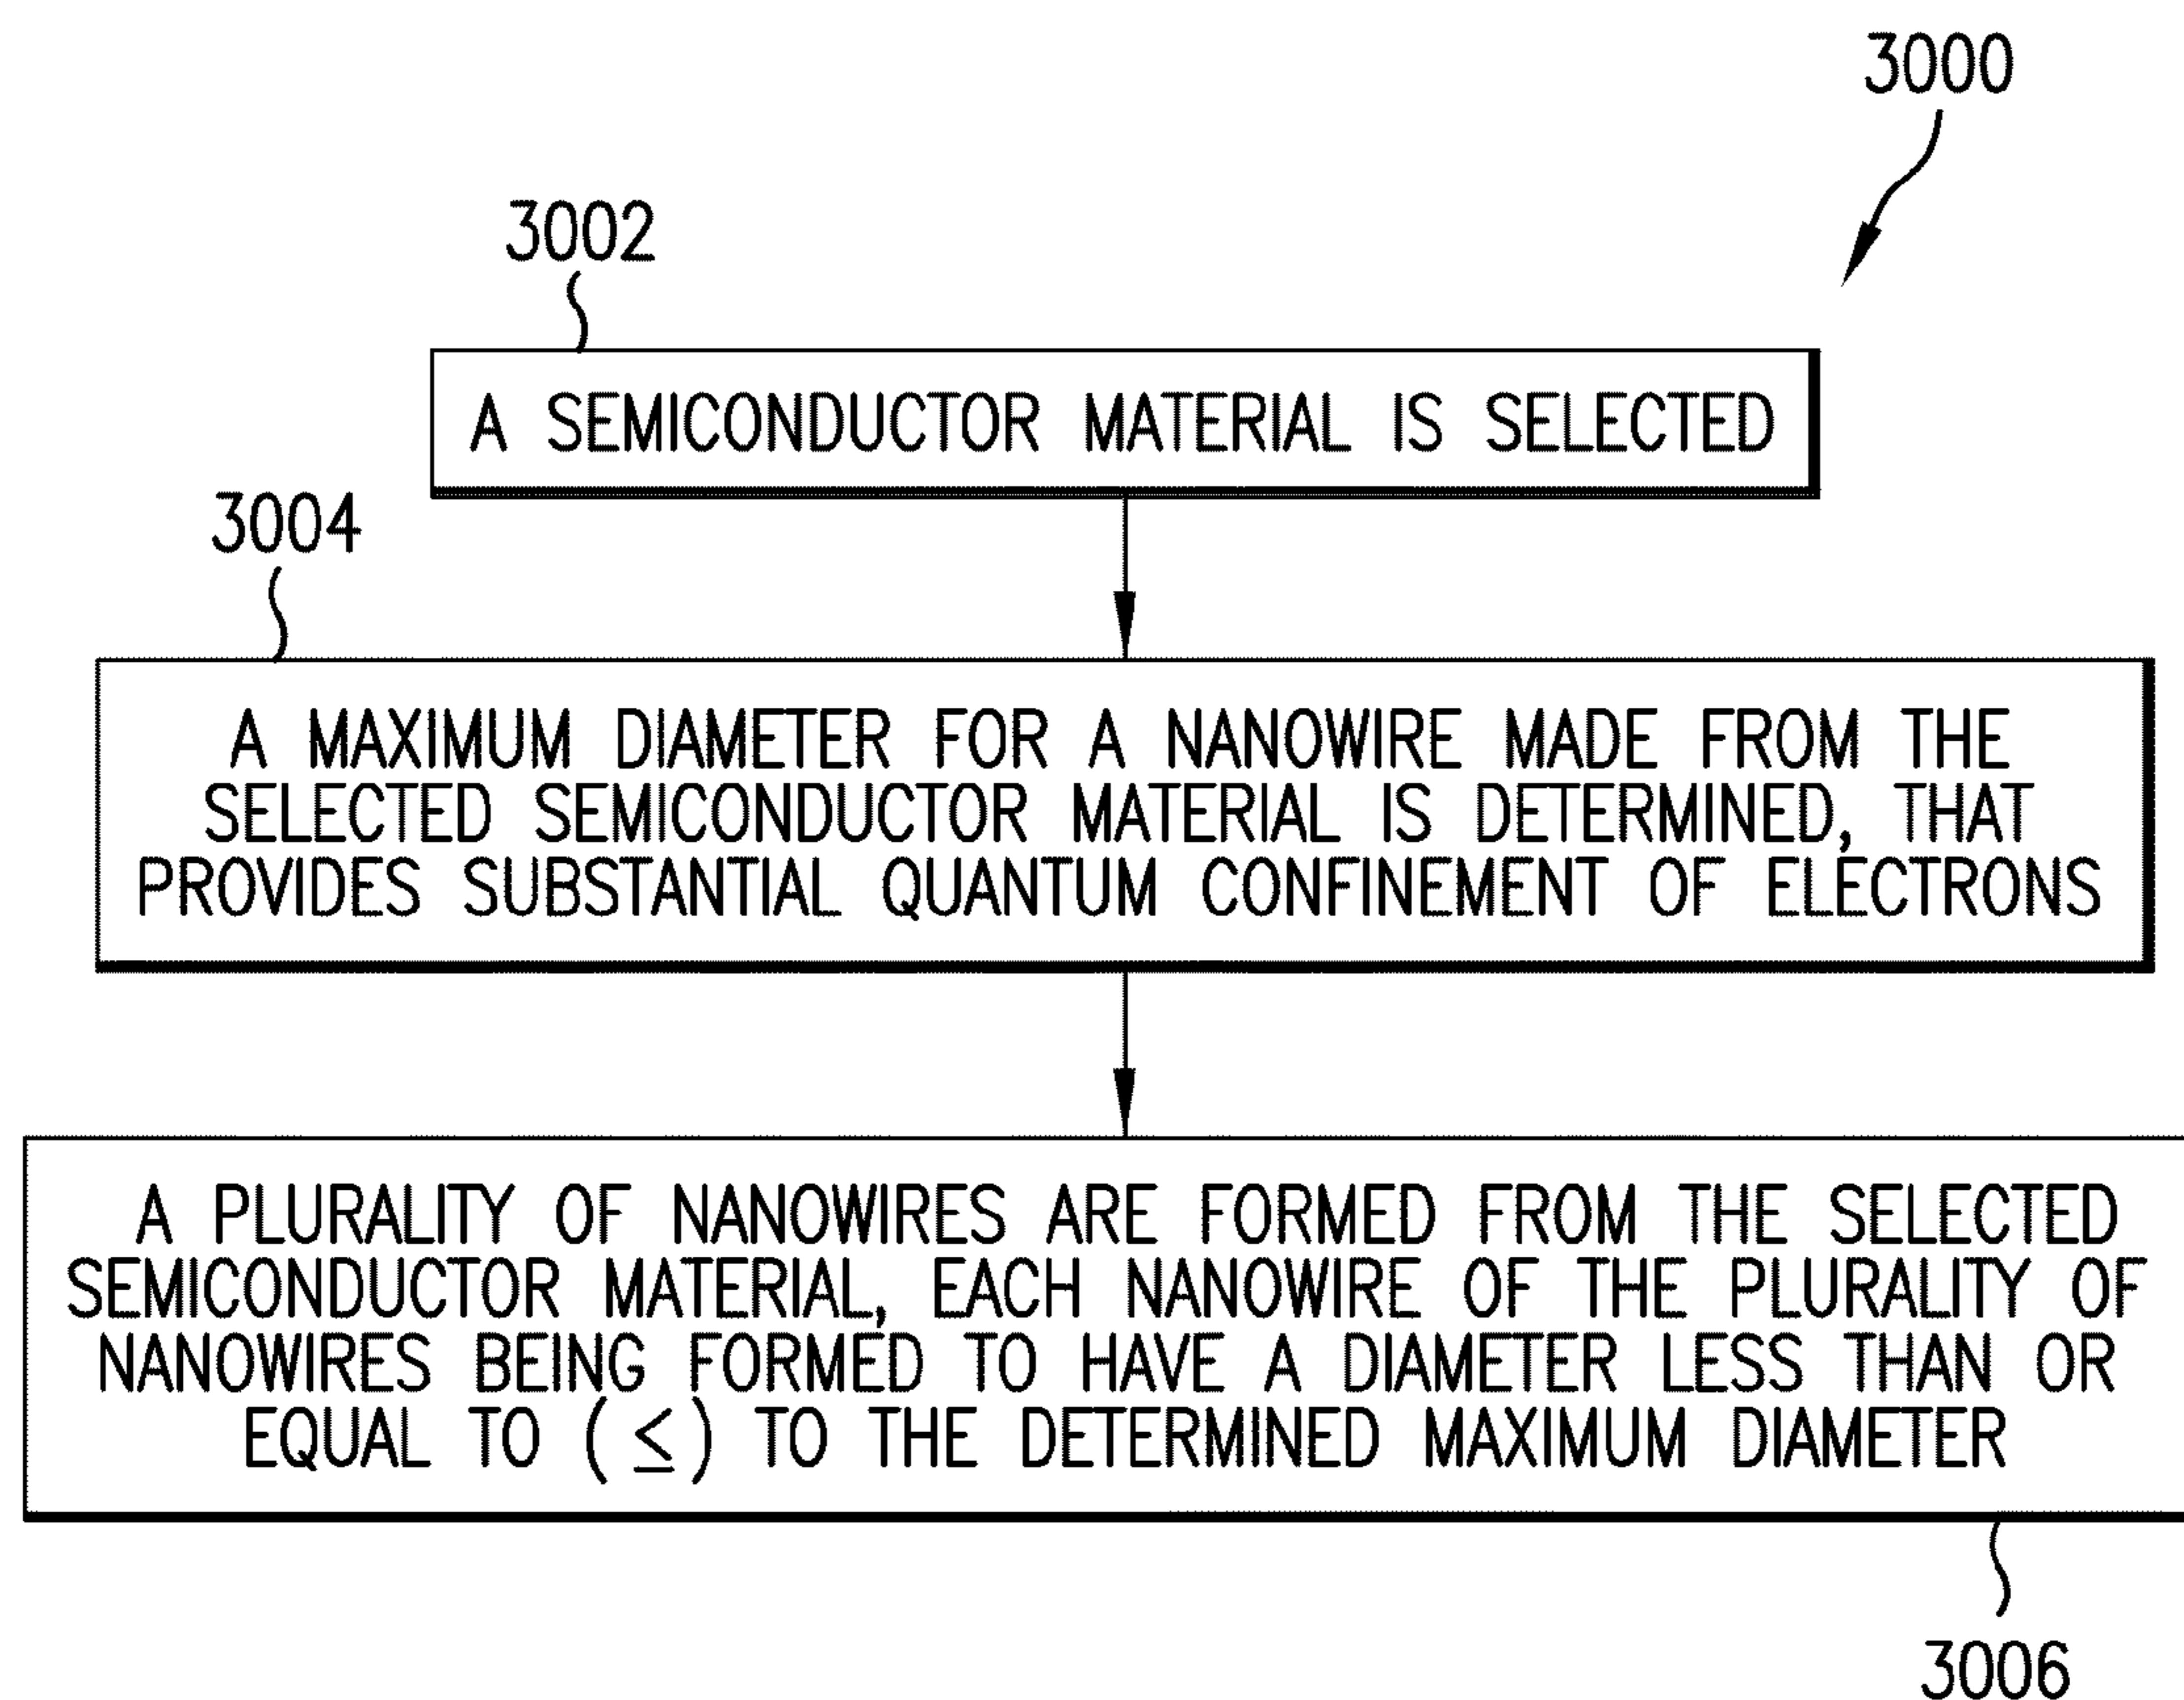 3000
3002
A SEMICONDUCTOR MATERIAL IS SELECTED
3004
A MAXIMUM DIAMETER FOR A NANOWIRE MADE FROM THE
SELECTED SEMICONDUCTOR MATERIAL IS DETERMINED, THAT
PROVIDES SUBSTANTIAL QUANTUM CONFINEMENT OF ELECTRONS
A PLURALITY OF NANOWIRES ARE FORMED FROM THE SELECTED
SEMICONDUCTOR MATERIAL, EACH NANOWIRE OF THE PLURALITY OF
NANOWIRES BEING FORMED TO HAVE A DIAMETER LESS THAN OR
EQUAL TO (≤) TO THE DETERMINED MAXIMUM DIAMETER
3006